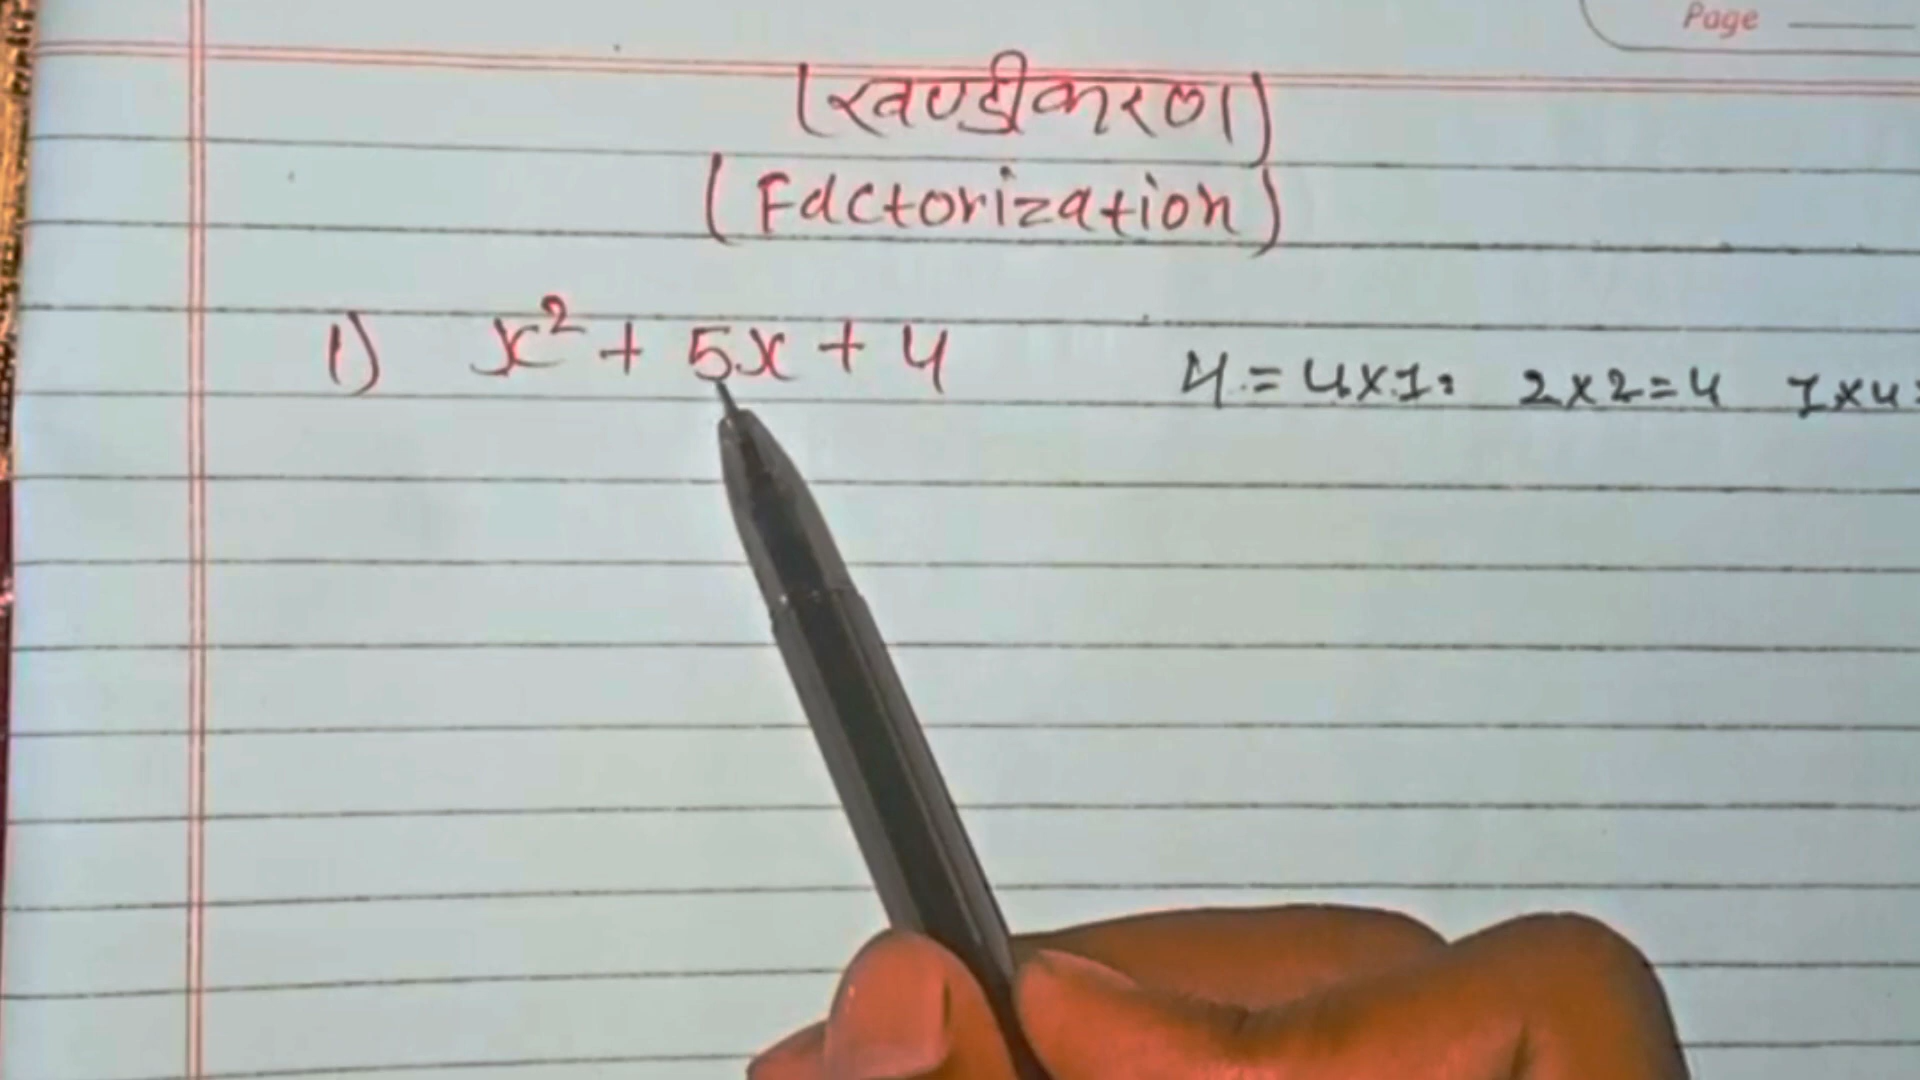 Page
(खण्डीकरण)
(Factorization)
1) x² + 5x + 4
4 = 4x1= 2x2=4 1x4=